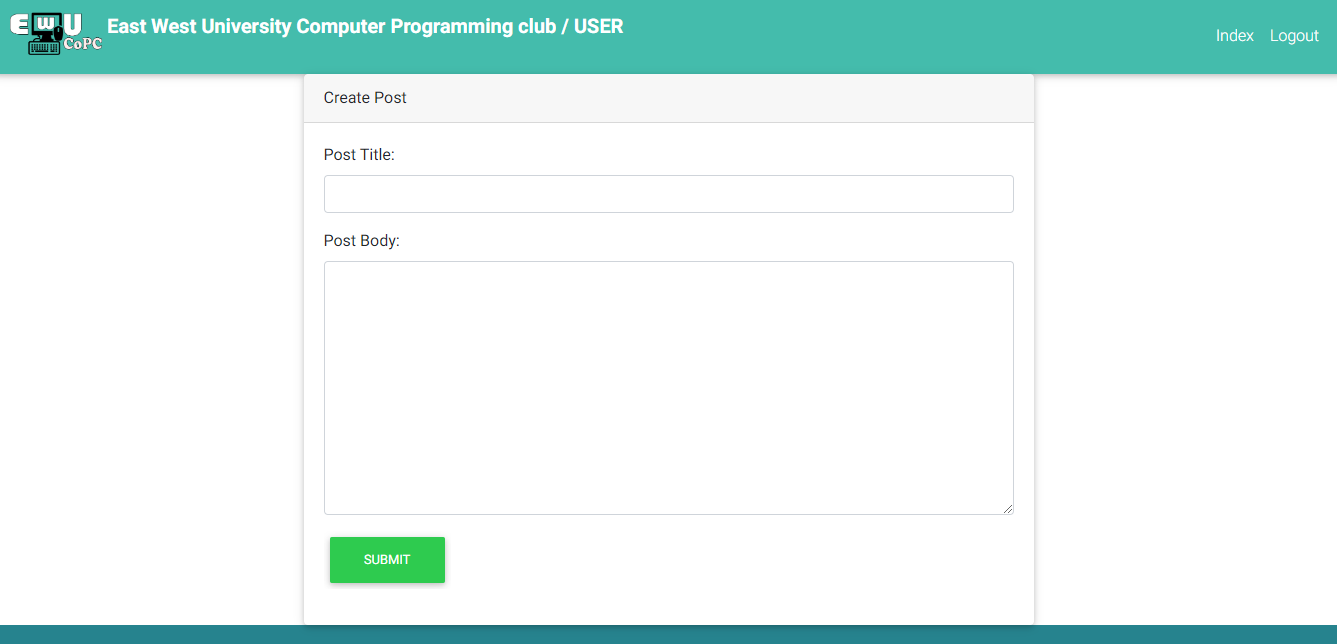 EWU
CoPC
East West University Computer Programming club / USER
Index Logout
Create Post
Post Title:
Post Body:
SUBMIT